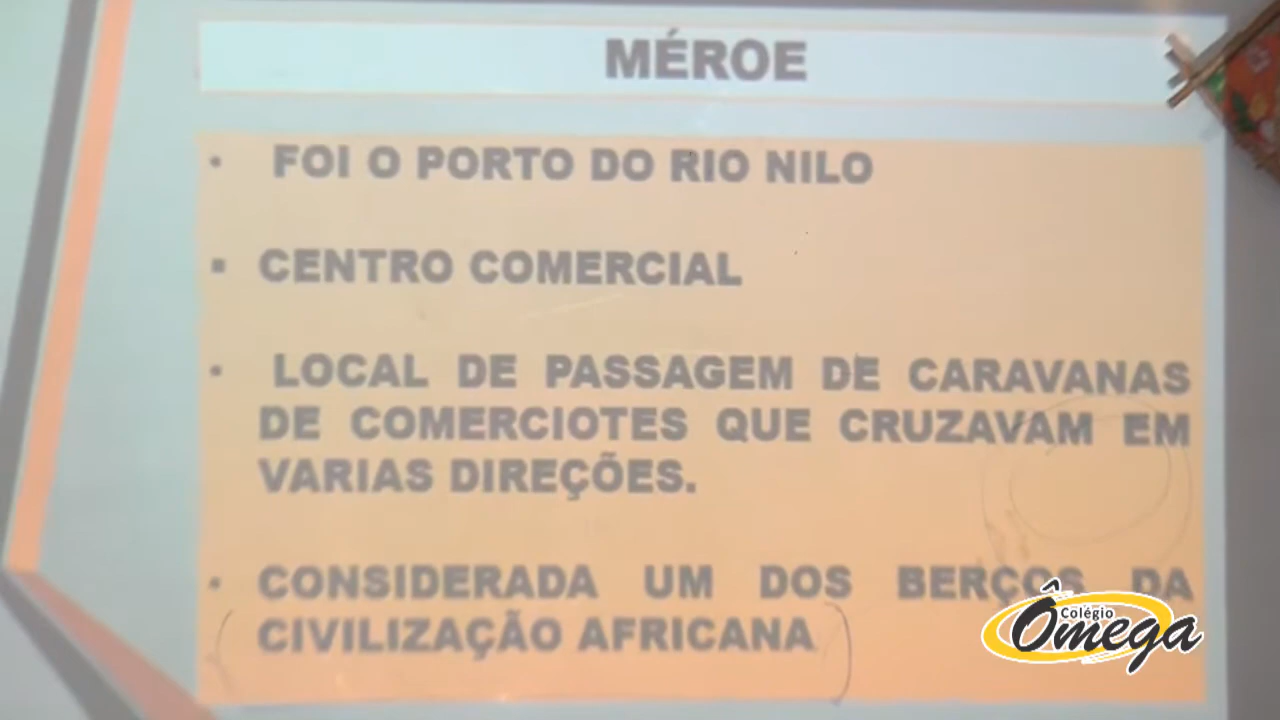 MÉROE
• FOI O PORTO DO RIO NILO
▪ CENTRO COMERCIAL
• LOCAL DE PASSAGEM DE CARAVANAS
DE COMERCIOTES QUE CRUZAVAM EM
VARIAS DIREÇÕES.
• CONSIDERADA UM DOS BERÇOS DA
CIVILIZAÇÃO AFRICANA
Colégio
Ômega